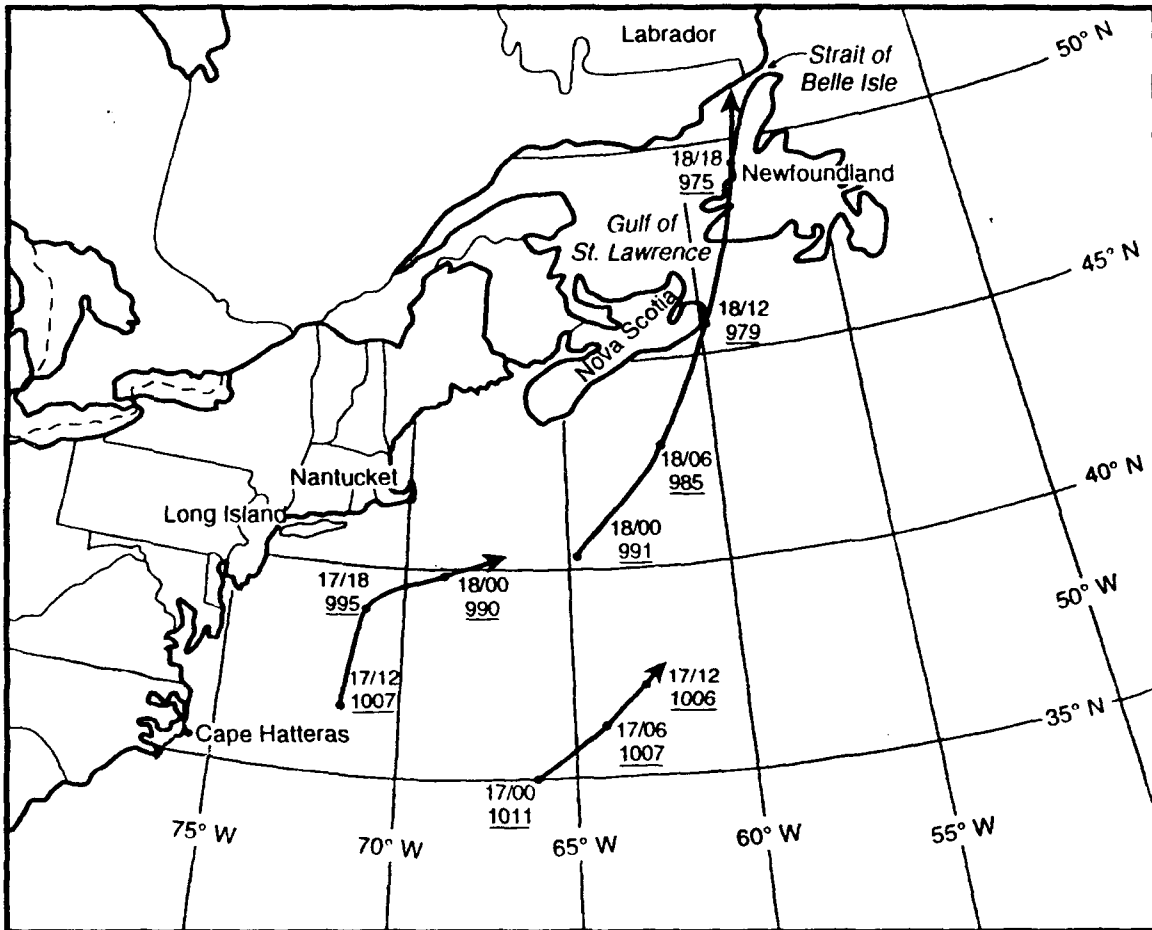 Labrador
Strait of
Belle Isle
50° N
18/18
975
Newfoundland
Gulf of
St. Lawrence
45° N
Nova Scotia
18/12
979
18/06
985
40° N
Nantucket
Long Island
18/00
991
17/18
995
18/00
990
50° W
17/12
1007
17/12
1006
35° N
Cape Hatteras
17/06
1007
17/00
1011
75° W
70° W
65° W
60° W
55° W